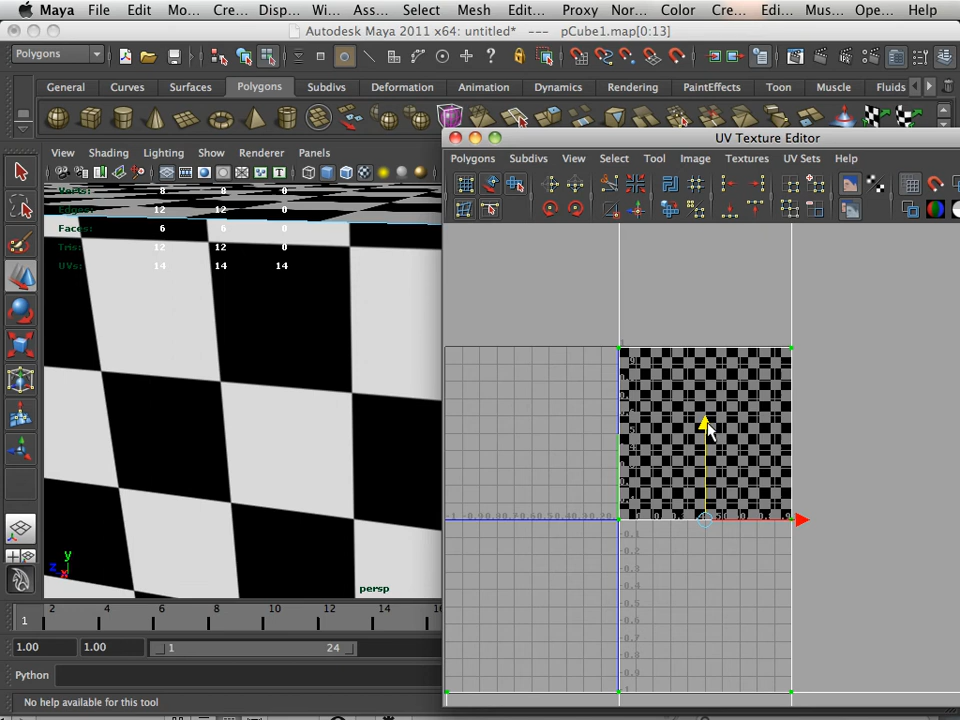 Maya File Edit Mo... Cre... Disp... Wi... Ass... Select Mesh Edit... Proxy Nor... Color Cre... Edi... Mus... Ope... Help
Autodesk Maya 2011 x64: untitled* --- pCube1.map[0:13]
Polygons
General Curves Surfaces Polygons Subdivs Deformation Animation Dynamics Rendering PaintEffects Toon Muscle Fluids
UV Texture Editor
View Shading Lighting Show Renderer Panels
Polygons Subdivs View Select Tool Image Textures UV Sets Help
8 0 0
Edges: 12 12 0
Faces: 6 6 0
Tris: 12 12 0
UVs: 14 14 14
y
z x
persp
2 4 6 8 10 12 14
1
1.00 1.00 1 24
Python
No help available for this tool